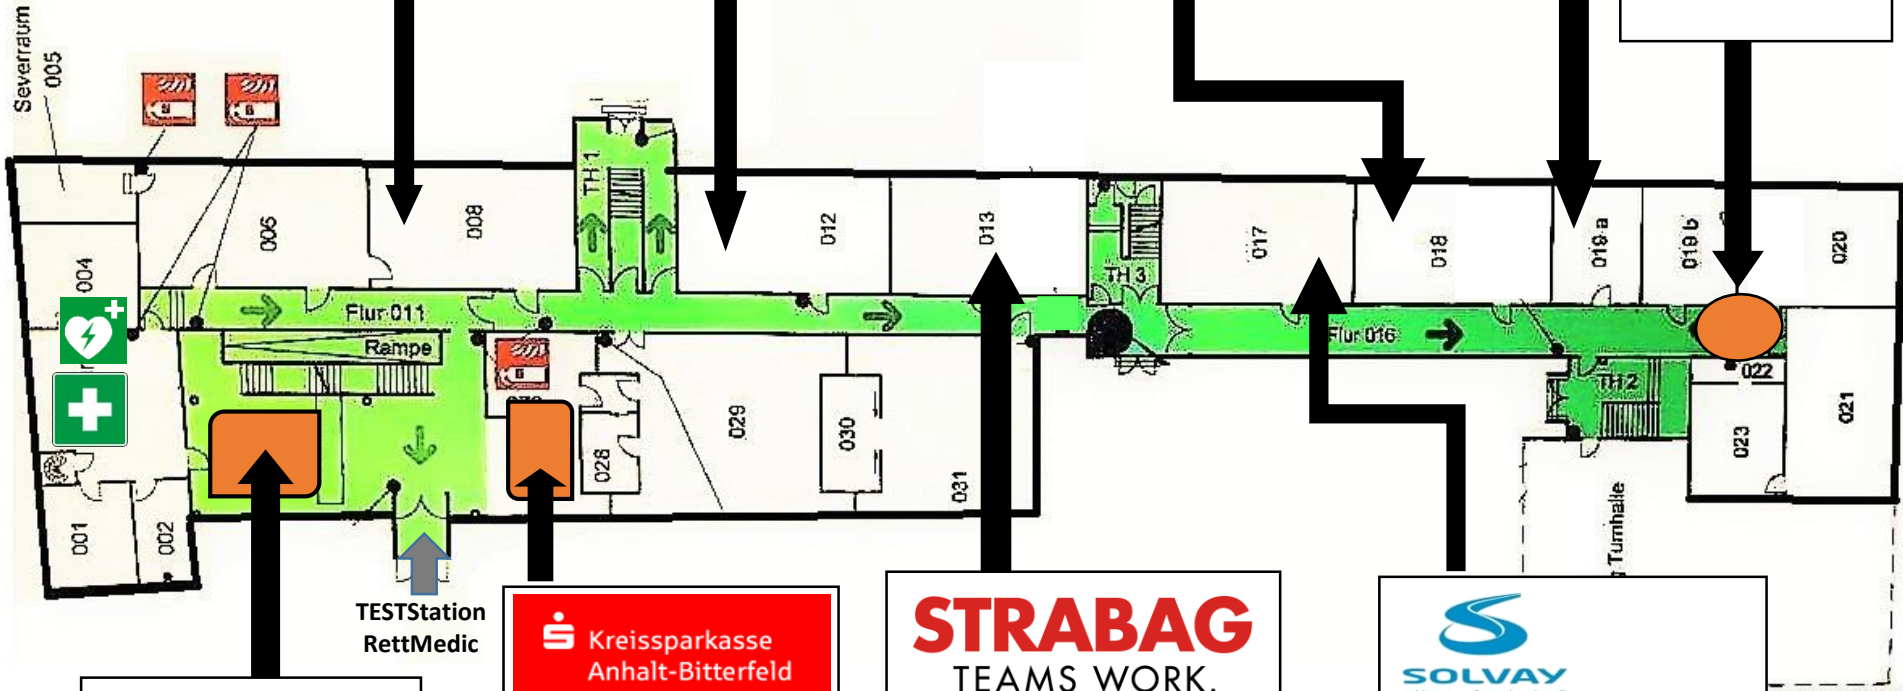 Severraum
005
004
006
008
TH 1
012
013
TH 3
017
018
019 a
019 b
020
Flur 011
Rampe
Flur 016
TH 2
022
021
023
028
029
030
031
001
002
Turnhalle
TESTStation
RettMedic
Kreissparkasse
Anhalt-Bitterfeld
STRABAG
TEAMS WORK.
SOLVAY